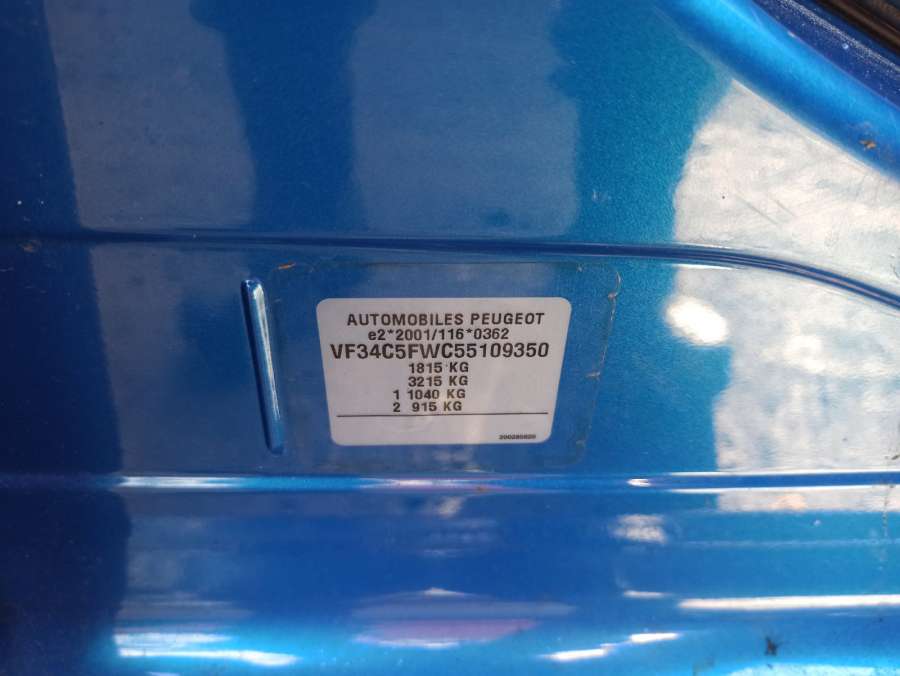 AUTOMOBILES PEUGEOT
e2*2001/116*0362
VF34C5FWC55109350
1815 KG
3215 KG
1 1040 KG
2 915 KG